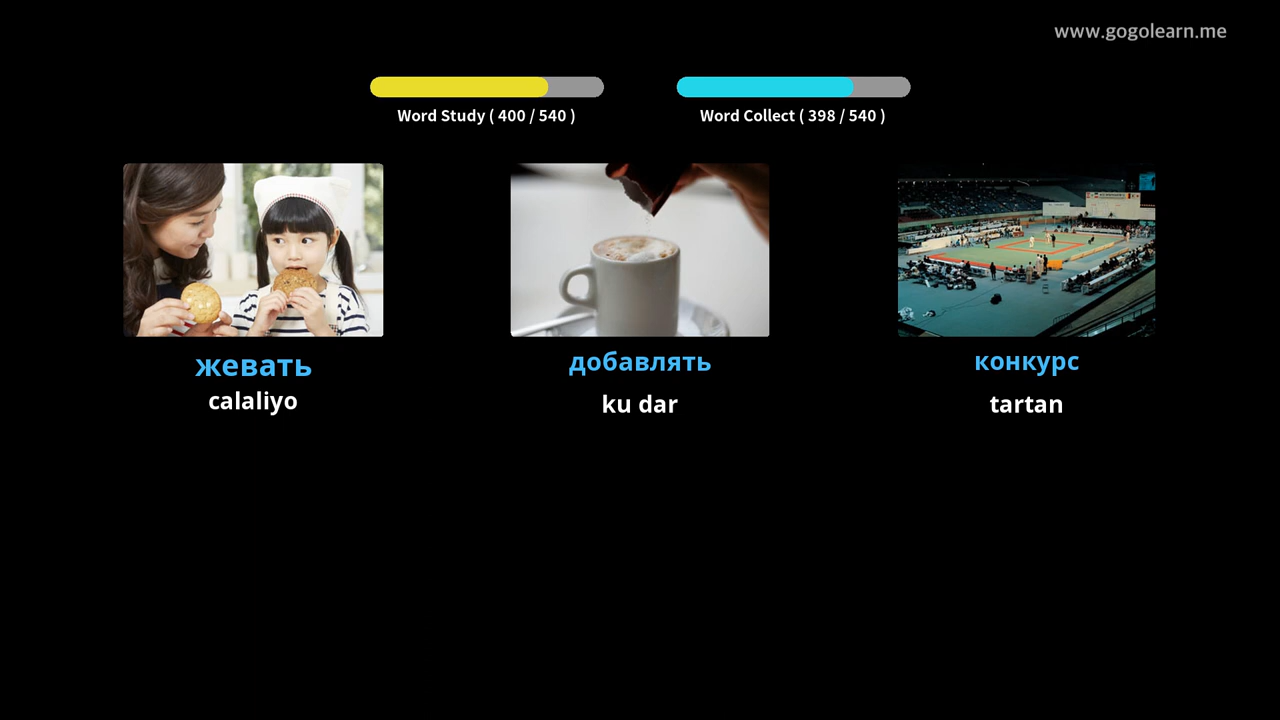 www.gogolearn.me
Word Study ( 400 / 540 )
Word Collect ( 398 / 540 )
жевать
calaliyo
добавлять
ku dar
конкурс
tartan